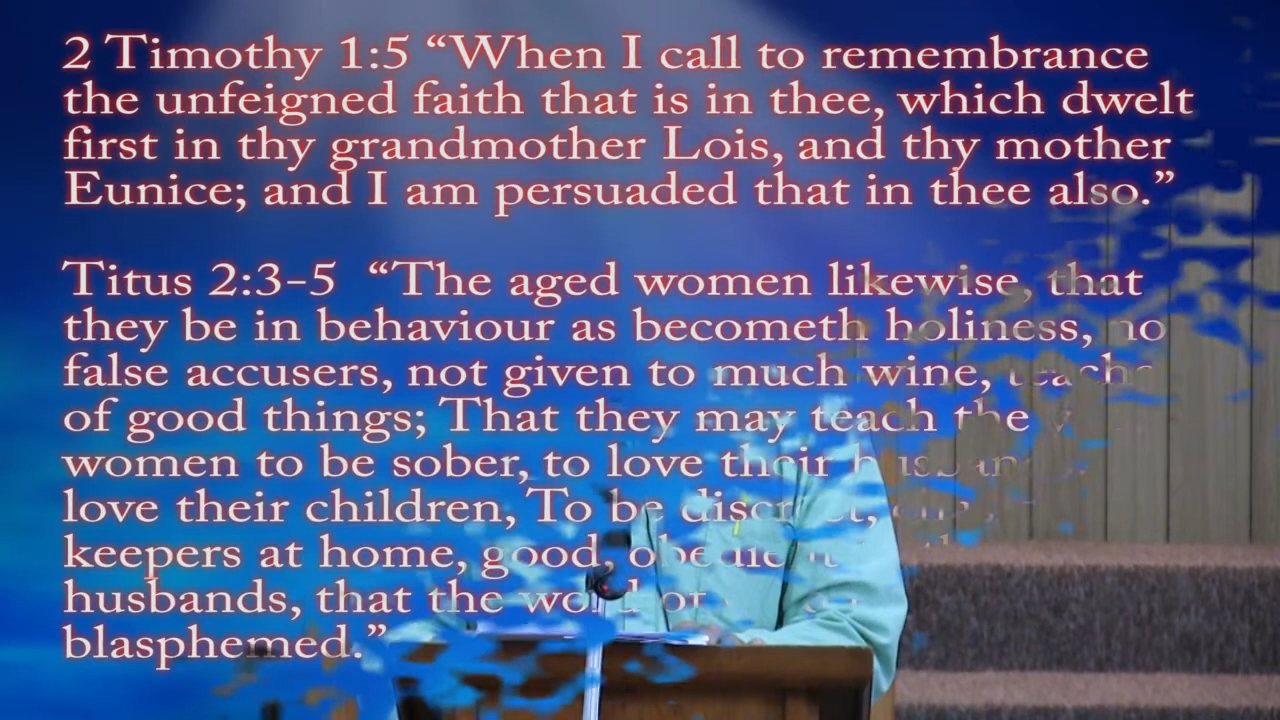 2 Timothy 1:5 “When I call to remembrance
the unfeigned faith that is in thee, which dwelt
first in thy grandmother Lois, and thy mother
Eunice; and I am persuaded that in thee also.”
Titus 2:3-5 “The aged women likewise, that
they be in behaviour as becometh holiness, no
false accusers, not given to much wine,
of good things; That they may teach the
women to be sober, to love their
love their children, To be discreet,
keepers at home, good, obedient
husbands, that the word of
blasphemed.”